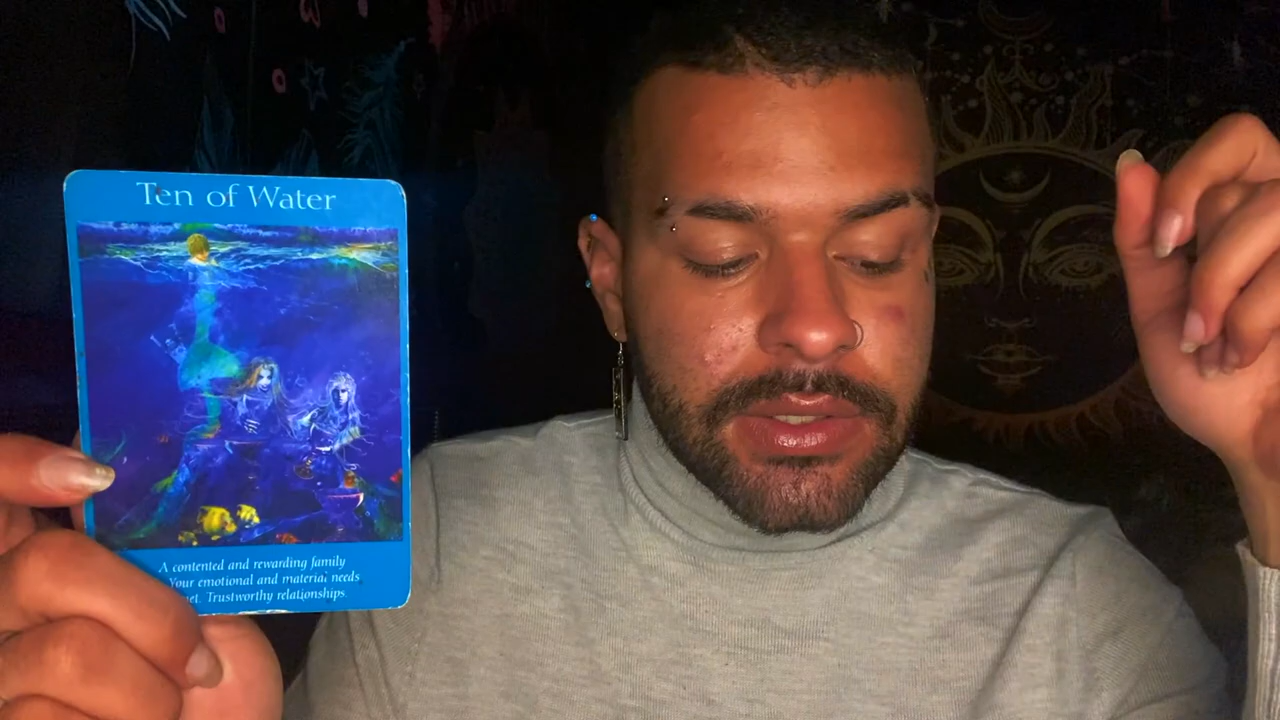 Ten of Water
A contented and rewarding family
Your emotional and material needs
Trustworthy relationships.